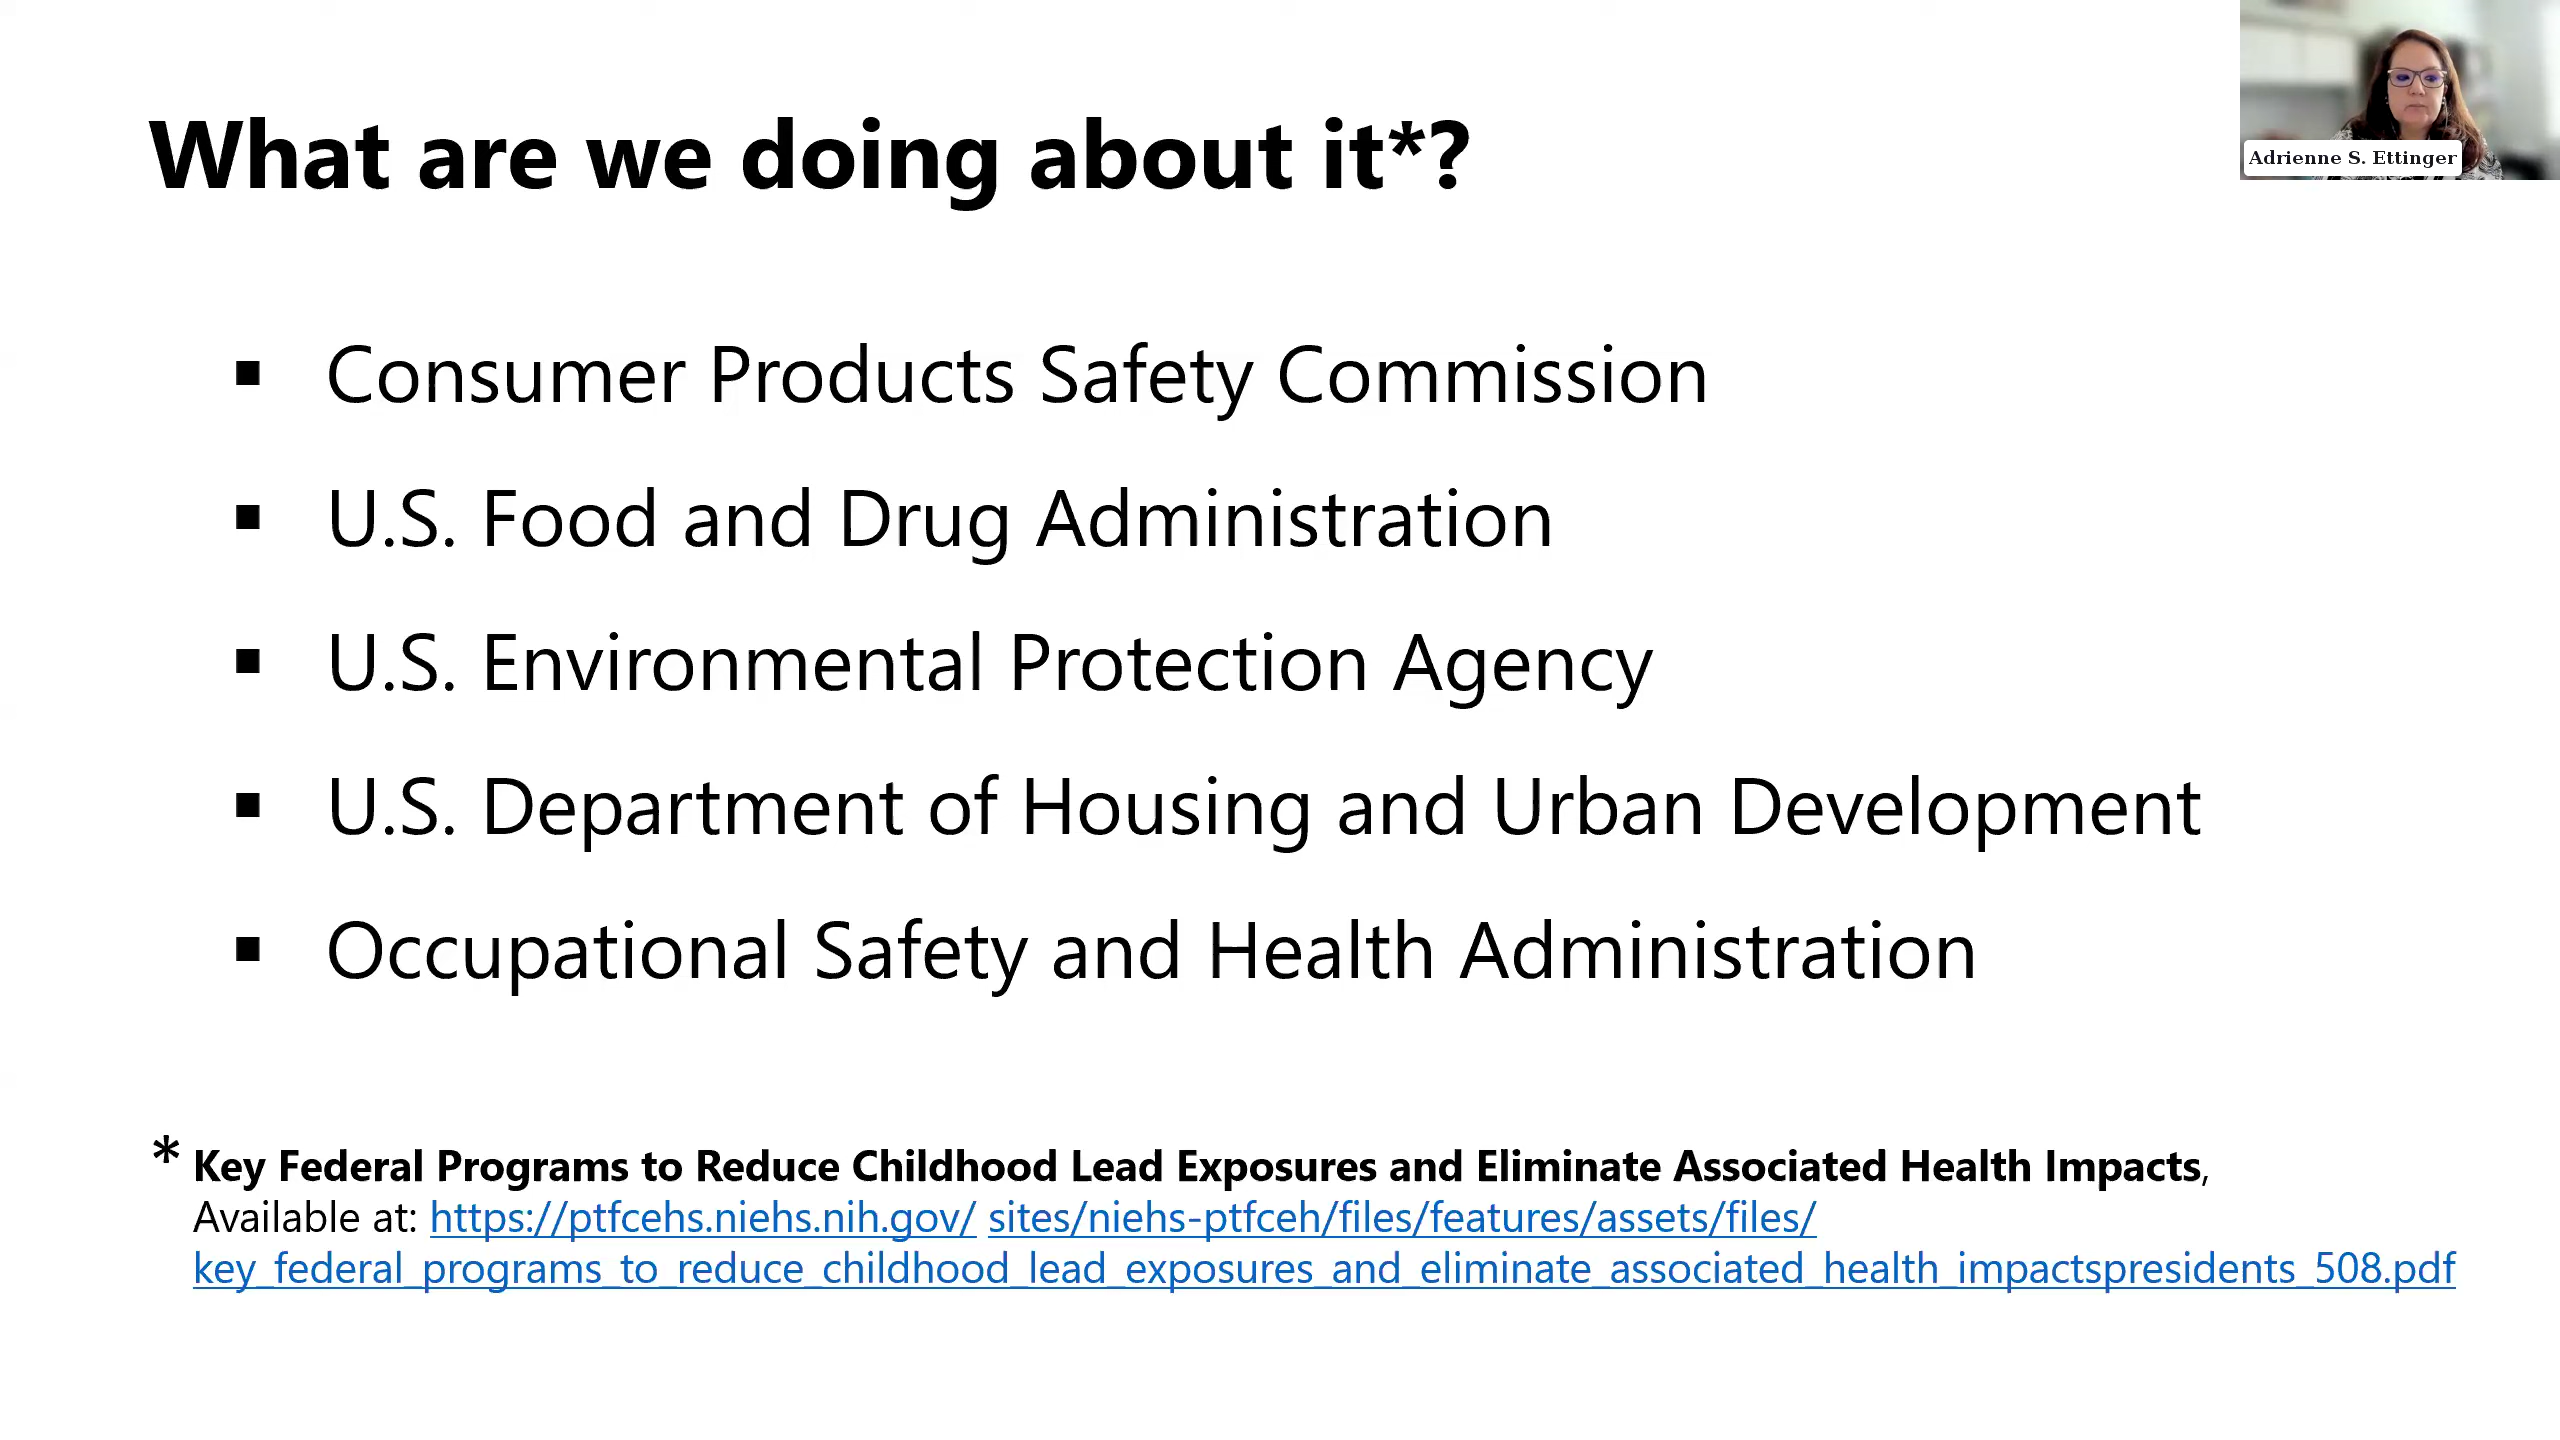 What are we doing about it*?
Adrienne S. Ettinger
▪ Consumer Products Safety Commission
▪ U.S. Food and Drug Administration
▪ U.S. Environmental Protection Agency
▪ U.S. Department of Housing and Urban Development
▪ Occupational Safety and Health Administration
* Key Federal Programs to Reduce Childhood Lead Exposures and Eliminate Associated Health Impacts,
Available at: https://ptfcehs.niehs.nih.gov/ sites/niehs-ptfceh/files/features/assets/files/
key_federal_programs_to_reduce_childhood_lead_exposures_and_eliminate_associated_health_impactspresidents_508.pdf